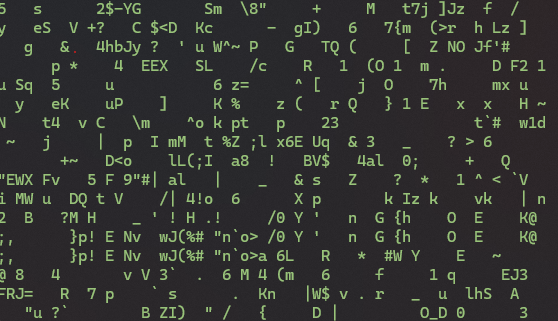 5   s      2$-YG       Sm  \8"    +      M   t7j ]Jz  f  /
y   eS  V +?   C $<D  Kc      -  gI)   6   7{m  (>r  h Lz ]
g   &.  4hbJy ?  ' u W^~ P   G   TQ (     [  Z NO Jf'#
p *    4  EEX   SL    /c    R   1  (O 1  m .     D F2 1
u Sq  5     u           6 z=     ^ [    j  O    7h     mx u
y   eK    uP    ]     K %    z (   r Q   } 1 E   x  x   H ~
N    t4  v C   \m    ^o k pt   p    23              t`#  w1d
~   j     |  p  I mM  t %Z ;l x6E Uq  & 3   _    ? > 6
+~   D<o    lL(;I  a8  !   BV$   4al  0;     +   Q
"EWX Fv   5 F 9"#| al    |    _   & s   Z    ?  *   1 ^ < `V
i MW u  DQ t V    /| 4!o  6      X p       k Iz k    vk   | n
2  B   ?M H    _ ' ! H .!     /0 Y '   n  G {h    O  E    K@
;,      }p! E Nv  wJ(%# "n`o> /0 Y '   n  G {h    O  E    K@
;,      }p! E Nv  wJ(%# "n`o>a 6L   R   *  #W Y    E   ~
@ 8   4       v V 3`  .  6 M 4 (m   6     f     1 q     EJ3
FRJ=   R  7 p    ` s      .  Kn   |W$ v . r   _  u  lhS  A
"u ?`        B ZI)  " /   {     D |         O_D 0      3